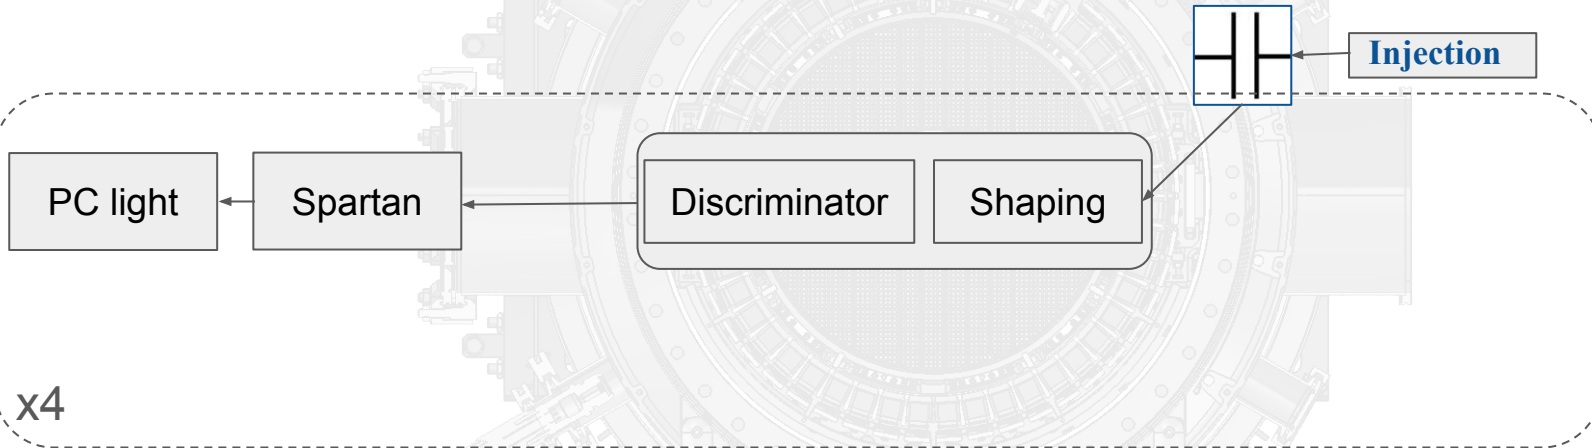 Injection
PC light
Spartan
Discriminator
Shaping
x4